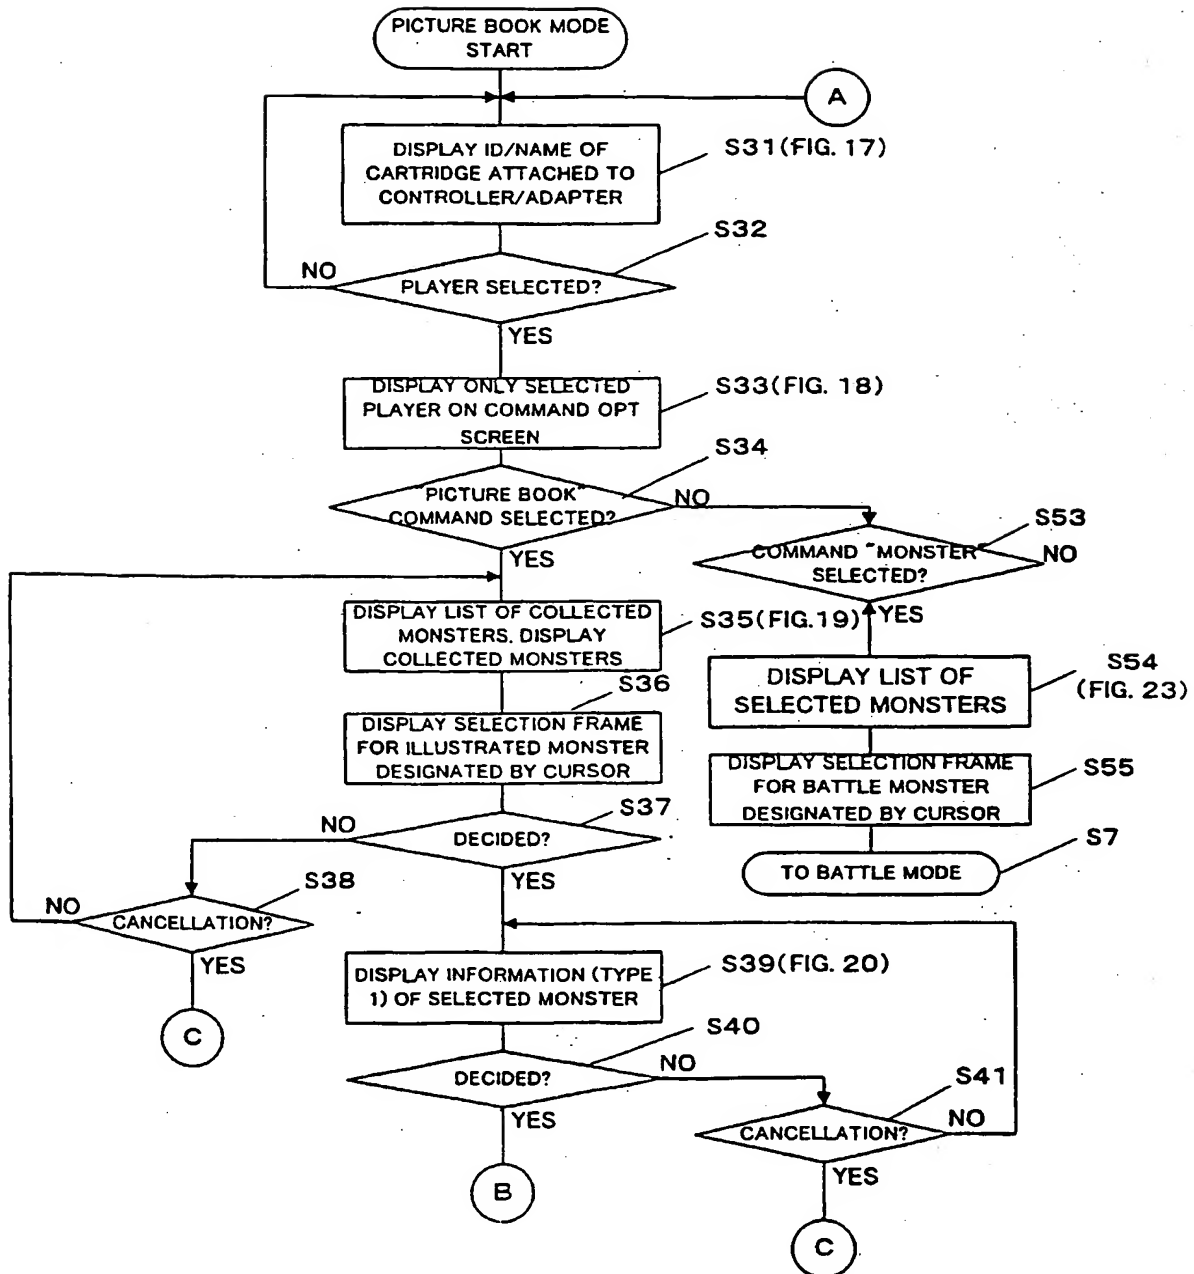 PICTURE BOOK MODE
START
A
DISPLAY ID/NAME OF
CARTRIDGE ATTACHED TO
CONTROLLER/ADAPTER
S31(FIG. 17)
S32
NO
PLAYER SELECTED?
YES
DISPLAY ONLY SELECTED
PLAYER ON COMMAND OPT
SCREEN
S33(FIG. 18)
S34
"PICTURE BOOK"
COMMAND SELECTED?
NO
YES
S53
COMMAND "MONSTER"
SELECTED?
NO
YES
DISPLAY LIST OF COLLECTED
MONSTERS. DISPLAY
COLLECTED MONSTERS
S35(FIG.19)
DISPLAY LIST OF
SELECTED MONSTERS
S54
(FIG. 23)
S36
DISPLAY SELECTION FRAME
FOR ILLUSTRATED MONSTER
DESIGNATED BY CURSOR
DISPLAY SELECTION FRAME
FOR BATTLE MONSTER
DESIGNATED BY CURSOR
S55
S37
NO
DECIDED?
YES
TO BATTLE MODE
S7
S38
NO
CANCELLATION?
YES
C
DISPLAY INFORMATION (TYPE
1) OF SELECTED MONSTER
S39(FIG. 20)
S40
DECIDED?
NO
YES
B
S41
CANCELLATION?
NO
YES
C